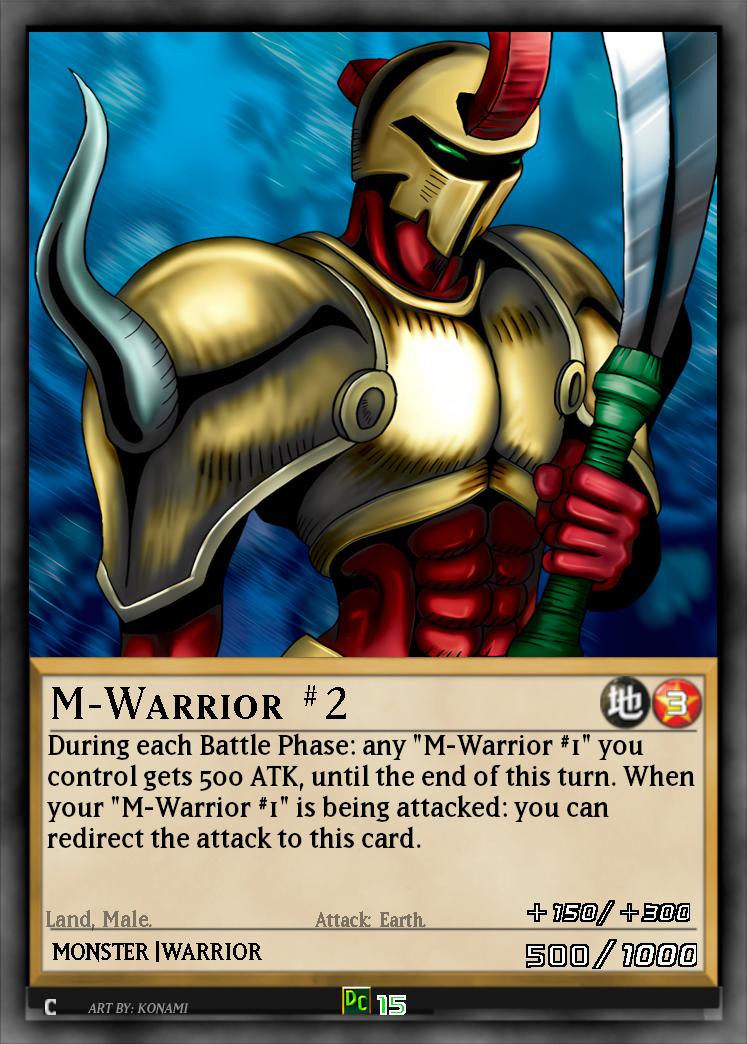 M-Warrior #2
地 3
During each Battle Phase: any "M-Warrior #1" you
control gets 500 ATK, until the end of this turn. When
your "M-Warrior #1" is being attacked: you can
redirect the attack to this card.
Land, Male. Attack: Earth. +150/+300
MONSTER |WARRIOR 500/1000
C ART BY: KONAMI DC 15